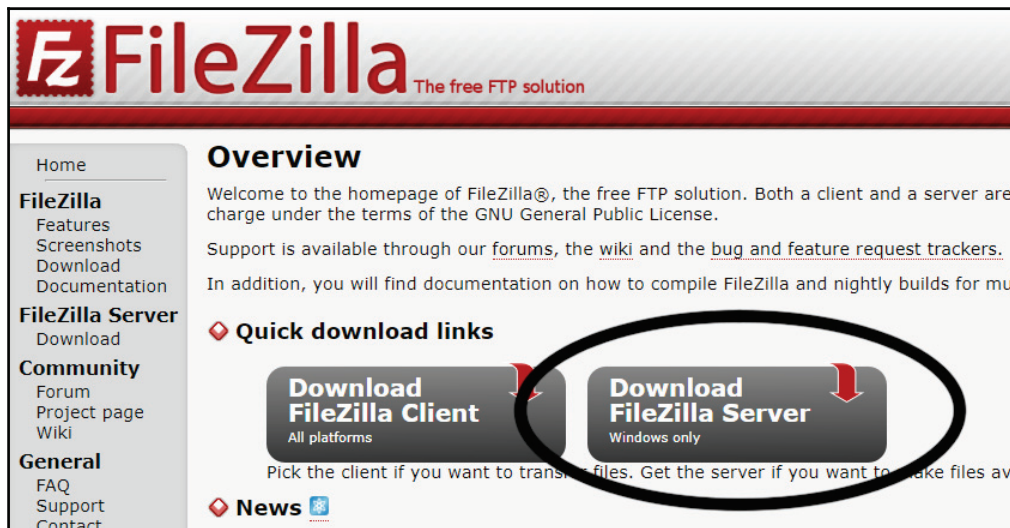 Fz FileZilla The free FTP solution
Home
FileZilla
Features
Screenshots
Download
Documentation
FileZilla Server
Download
Community
Forum
Project page
Wiki
General
FAQ
Support
Contact
Overview
Welcome to the homepage of FileZilla®, the free FTP solution. Both a client and a server are
charge under the terms of the GNU General Public License.
Support is available through our forums, the wiki and the bug and feature request trackers.
In addition, you will find documentation on how to compile FileZilla and nightly builds for mu
Quick download links
Download
FileZilla Client
All platforms
Download
FileZilla Server
Windows only
Pick the client if you want to transfer files. Get the server if you want to make files av
News